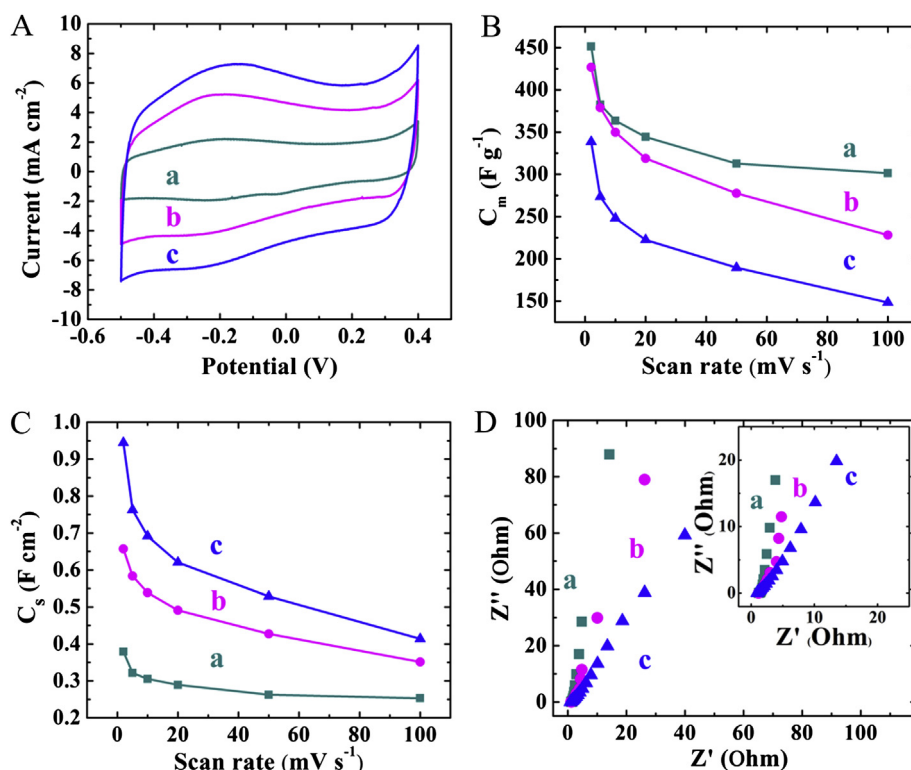 A
10
8
6
4
2
0
-2
-4
-6
-8
-10
-0.6 -0.4 -0.2 0.0 0.2 0.4
Current (mA cm-2)
Potential (V)
a
b
c
B
450
400
350
300
250
200
150
0 20 40 60 80 100
Cm (F g-1)
Scan rate (mV s-1)
a
b
c
C
1.0
0.9
0.8
0.7
0.6
0.5
0.4
0.3
0.2
0 20 40 60 80 100
Cs (F cm-2)
Scan rate (mV s-1)
c
b
a
D
100
80
60
40
20
0
0 20 40 60 80 100
Z'' (Ohm)
Z' (Ohm)
a
b
c
20
10
0
0 10 20
Z'' (Ohm)
Z' (Ohm)
a
b
c